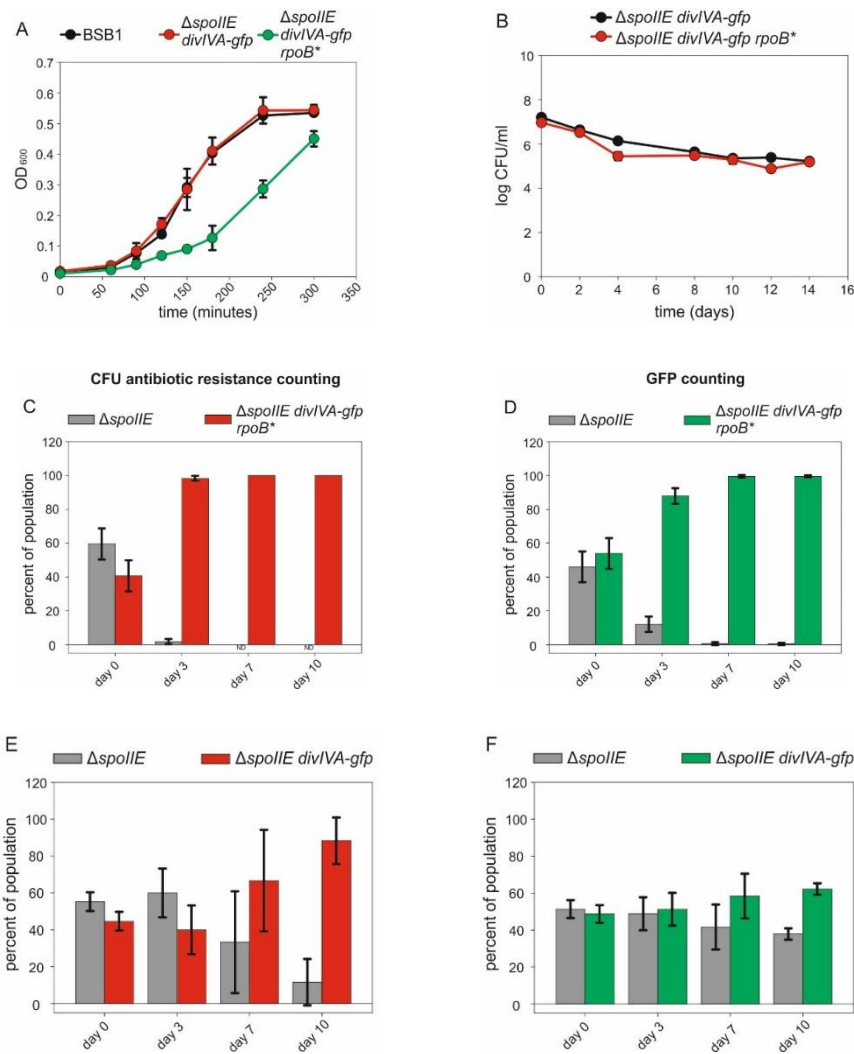 A
BSB1
ΔspoIIE
divIVA-gfp
ΔspoIIE
divIVA-gfp
rpoB*
0.7
0.6
0.5
0.4
0.3
0.2
0.1
0
OD600
0 50 100 150 200 250 300 350
time (minutes)
B
ΔspoIIE divIVA-gfp
ΔspoIIE divIVA-gfp rpoB*
10
8
6
4
2
0
log CFU/ml
0 2 4 6 8 10 12 14 16
time (days)
CFU antibiotic resistance counting
C
ΔspoIIE
ΔspoIIE divIVA-gfp
rpoB*
120
100
80
60
40
20
0
percent of population
ND ND
day 0 day 3 day 7 day 10
GFP counting
D
ΔspoIIE
ΔspoIIE divIVA-gfp
rpoB*
120
100
80
60
40
20
0
percent of population
day 0 day 3 day 7 day 10
E
ΔspoIIE
ΔspoIIE divIVA-gfp
120
100
80
60
40
20
0
percent of population
day 0 day 3 day 7 day 10
F
ΔspoIIE
ΔspoIIE divIVA-gfp
120
100
80
60
40
20
0
percent of population
day 0 day 3 day 7 day 10